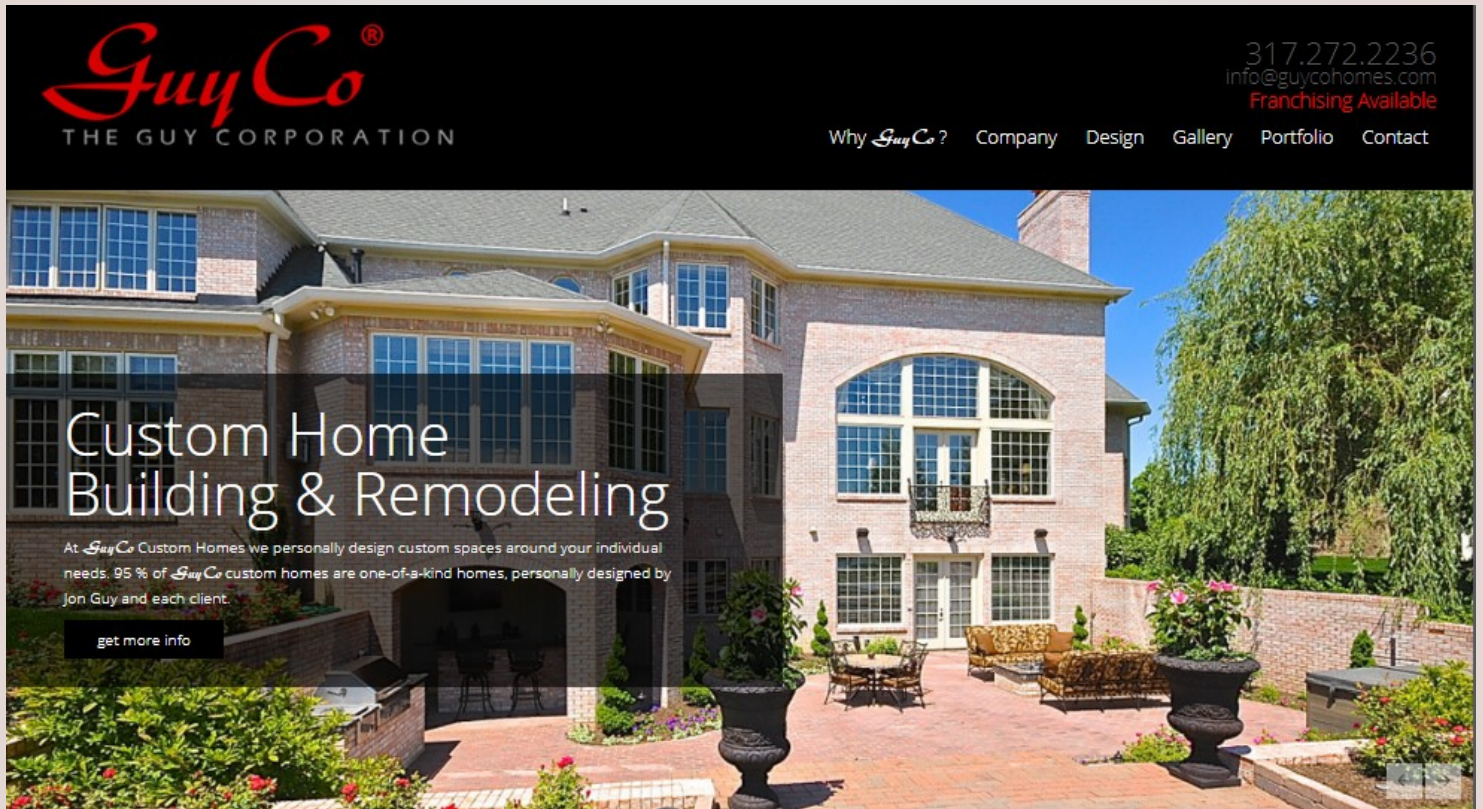 GuyCo®
THE GUY CORPORATION
317.272.2236
info@guycohomes.com
Franchising Available
Why GuyCo? Company Design Gallery Portfolio Contact
Custom Home
Building & Remodeling
At GuyCo Custom Homes we personally design custom spaces around your individual
needs. 95 % of GuyCo custom homes are one-of-a-kind homes, personally designed by
Jon Guy and each client.
get more info